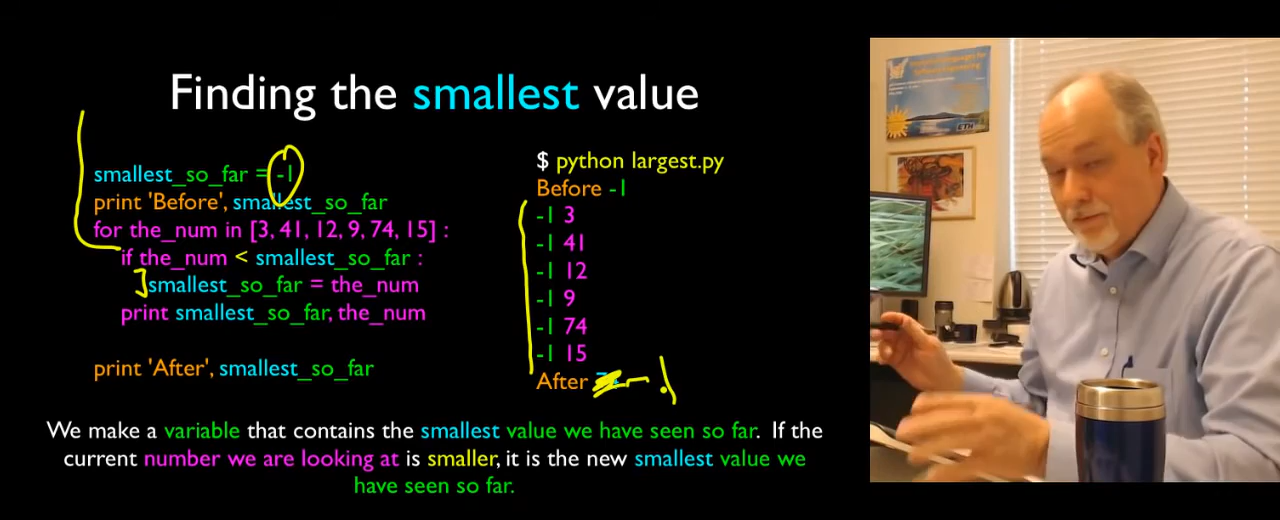 Finding the smallest value
smallest_so_far = -1
print 'Before', smallest_so_far
for the_num in [3, 41, 12, 9, 74, 15] :
if the_num < smallest_so_far :
smallest_so_far = the_num
print smallest_so_far, the_num
print 'After', smallest_so_far
$ python largest.py
Before -1
-1 3
-1 41
-1 12
-1 9
-1 74
-1 15
After
We make a variable that contains the smallest value we have seen so far. If the
current number we are looking at is smaller, it is the new smallest value we
have seen so far.
ETH